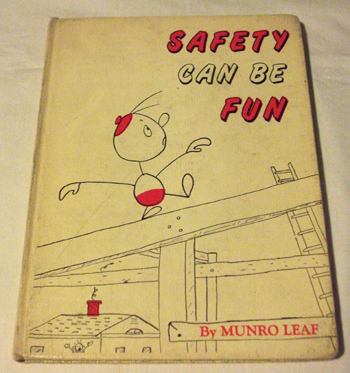 SAFETY
CAN BE
FUN
By MUNRO LEAF